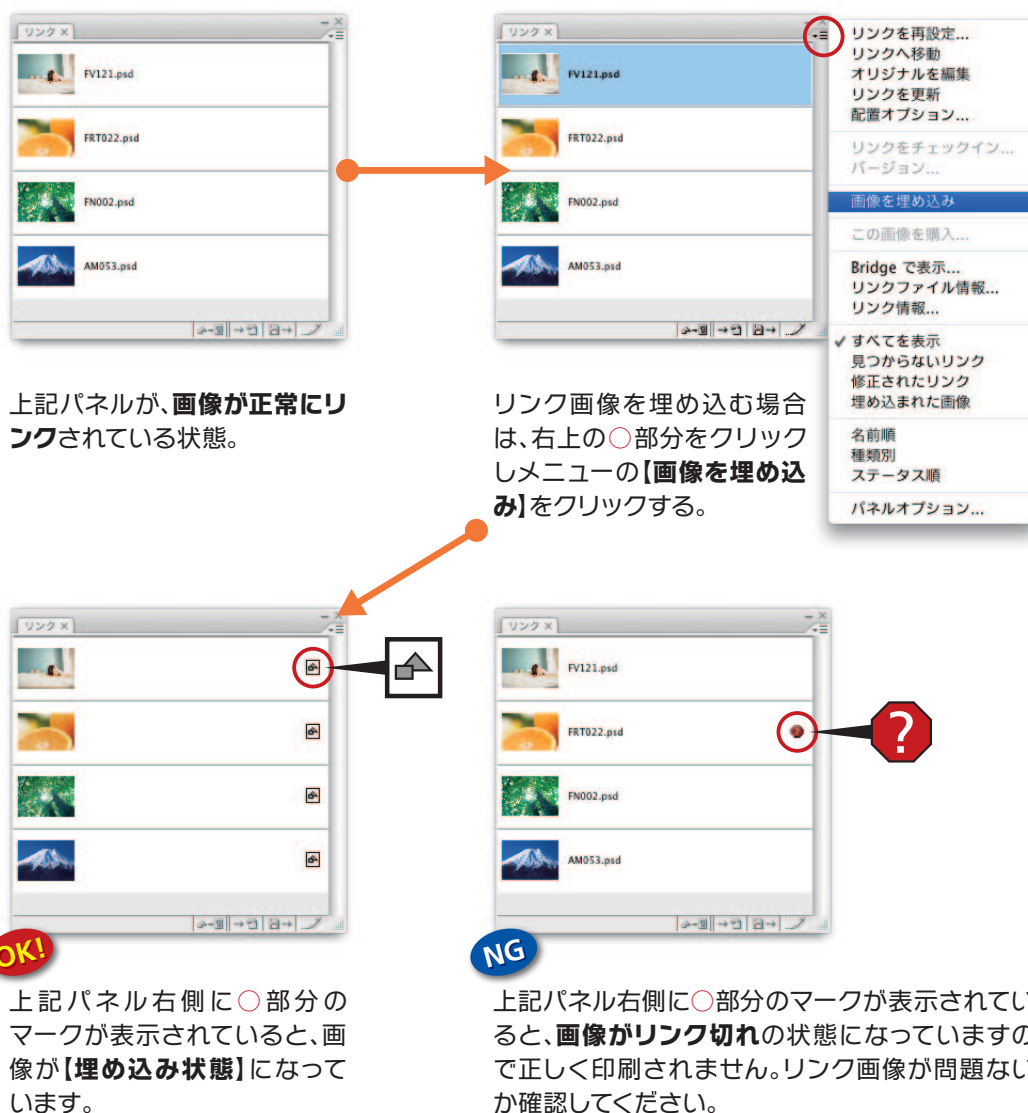 リンク ×
FV121.psd
FRT022.psd
FN002.psd
AM053.psd
上記パネルが、画像が正常にリ
ンクされている状態。
リンク ×
FV121.psd
FRT022.psd
FN002.psd
AM053.psd
リンクを再設定...
リンクへ移動
オリジナルを編集
リンクを更新
配置オプション...
リンクをチェックイン...
バージョン...
画像を埋め込み
この画像を購入...
Bridge で表示...
リンクファイル情報...
リンク情報...
✓ すべてを表示
見つからないリンク
修正されたリンク
埋め込まれた画像
名前順
種類別
ステータス順
パネルオプション...
リンク画像を埋め込む場合
は、右上の○部分をクリック
しメニューの【画像を埋め込
み】をクリックする。
リンク ×
OK!
上記パネル右側に○部分の
マークが表示されていると、画
像が【埋め込み状態】になって
います。
リンク ×
FV121.psd
FRT022.psd
?
FN002.psd
AM053.psd
NG
上記パネル右側に○部分のマークが表示されてい
ると、画像がリンク切れの状態になっていますの
で正しく印刷されません。リンク画像が問題ない
か確認してください。